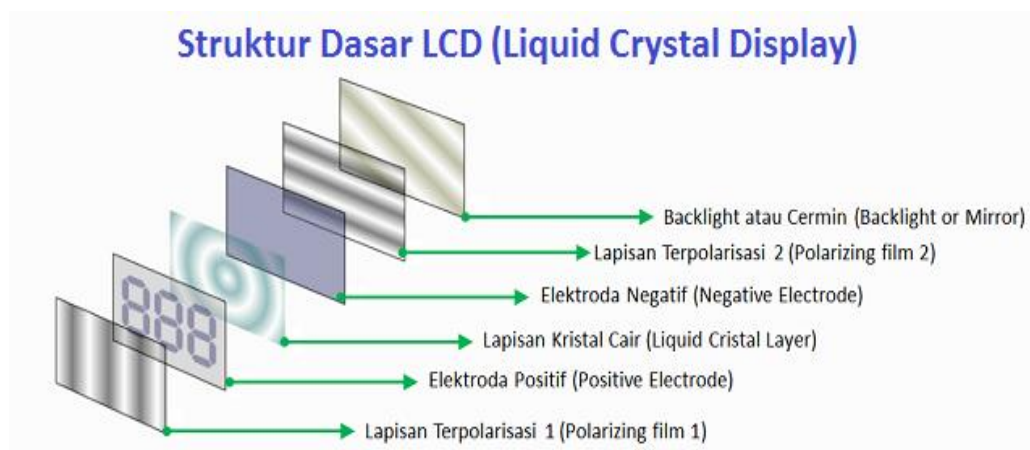 Struktur Dasar LCD (Liquid Crystal Display)
Backlight atau Cermin (Backlight or Mirror)
Lapisan Terpolarisasi 2 (Polarizing film 2)
Elektroda Negatif (Negative Electrode)
Lapisan Kristal Cair (Liquid Cristal Layer)
888
Elektroda Positif (Positive Electrode)
Lapisan Terpolarisasi 1 (Polarizing film 1)